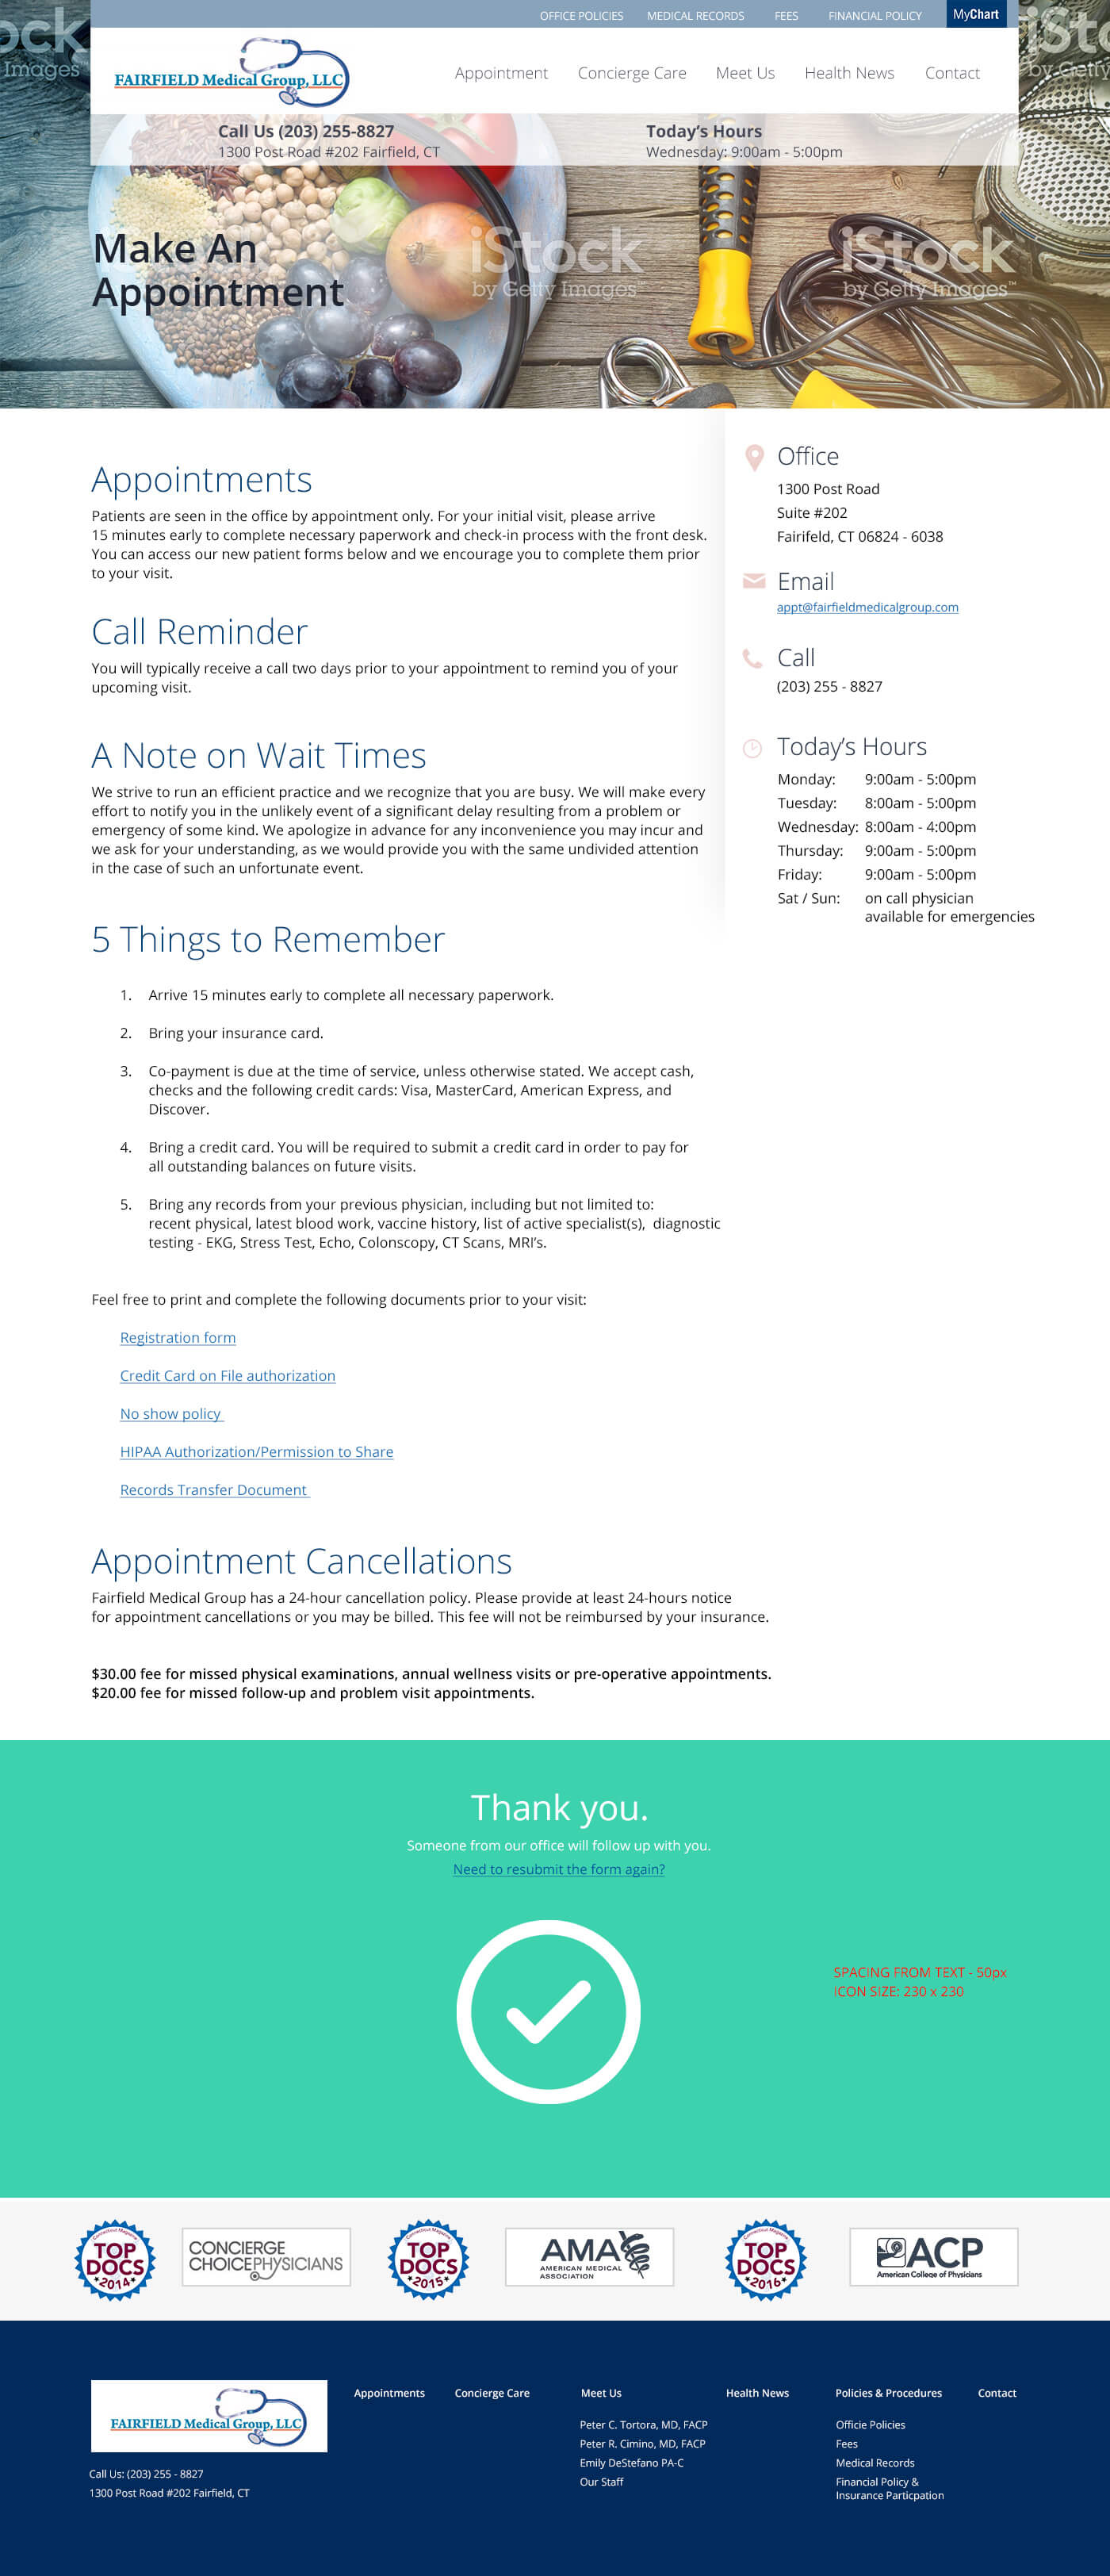 OFFICE POLICIES MEDICAL RECORDS FEES FINANCIAL POLICY MyChart
FAIRFIELD Medical Group, LLC
Appointment Concierge Care Meet Us Health News Contact
Call Us (203) 255-8827
1300 Post Road #202 Fairfield, CT
Today's Hours
Wednesday: 9:00am - 5:00pm
iStock
by Getty Images™
iStock
by Getty Images™
Make An
Appointment
Appointments
Patients are seen in the office by appointment only. For your initial visit, please arrive
15 minutes early to complete necessary paperwork and check-in process with the front desk.
You can access our new patient forms below and we encourage you to complete them prior
to your visit.
Call Reminder
You will typically receive a call two days prior to your appointment to remind you of your
upcoming visit.
A Note on Wait Times
We strive to run an efficient practice and we recognize that you are busy. We will make every
effort to notify you in the unlikely event of a significant delay resulting from a problem or
emergency of some kind. We apologize in advance for any inconvenience you may incur and
we ask for your understanding, as we would provide you with the same undivided attention
in the case of such an unfortunate event.
5 Things to Remember
1. Arrive 15 minutes early to complete all necessary paperwork.
2. Bring your insurance card.
3. Co-payment is due at the time of service, unless otherwise stated. We accept cash,
checks and the following credit cards: Visa, MasterCard, American Express, and
Discover.
4. Bring a credit card. You will be required to submit a credit card in order to pay for
all outstanding balances on future visits.
5. Bring any records from your previous physician, including but not limited to:
recent physical, latest blood work, vaccine history, list of active specialist(s), diagnostic
testing - EKG, Stress Test, Echo, Colonscopy, CT Scans, MRI's.
Feel free to print and complete the following documents prior to your visit:
Registration form
Credit Card on File authorization
No show policy
HIPAA Authorization/Permission to Share
Records Transfer Document
Appointment Cancellations
Fairfield Medical Group has a 24-hour cancellation policy. Please provide at least 24-hours notice
for appointment cancellations or you may be billed. This fee will not be reimbursed by your insurance.
$30.00 fee for missed physical examinations, annual wellness visits or pre-operative appointments.
$20.00 fee for missed follow-up and problem visit appointments.
Office
1300 Post Road
Suite #202
Fairifeld, CT 06824 - 6038
Email
appt@fairfieldmedicalgroup.com
Call
(203) 255 - 8827
Today's Hours
Monday: 9:00am - 5:00pm
Tuesday: 8:00am - 5:00pm
Wednesday: 8:00am - 4:00pm
Thursday: 9:00am - 5:00pm
Friday: 9:00am - 5:00pm
Sat / Sun: on call physician
available for emergencies
Thank you.
Someone from our office will follow up with you.
Need to resubmit the form again?
SPACING FROM TEXT - 50px
ICON SIZE: 230 x 230
Connecticut Magazine
TOP
DOCS
2014
CONCIERGE
CHOICEPHYSICIANS
Connecticut Magazine
TOP
DOCS
2015
AMA
AMERICAN MEDICAL
ASSOCIATION
Connecticut Magazine
TOP
DOCS
2016
ACP
American College of Physicians
FAIRFIELD Medical Group, LLC
Call Us: (203) 255 - 8827
1300 Post Road #202 Fairfield, CT
Appointments Concierge Care Meet Us Health News Policies & Procedures Contact
Peter C. Tortora, MD, FACP
Peter R. Cimino, MD, FACP
Emily DeStefano PA-C
Our Staff
Officie Policies
Fees
Medical Records
Financial Policy &
Insurance Particpation